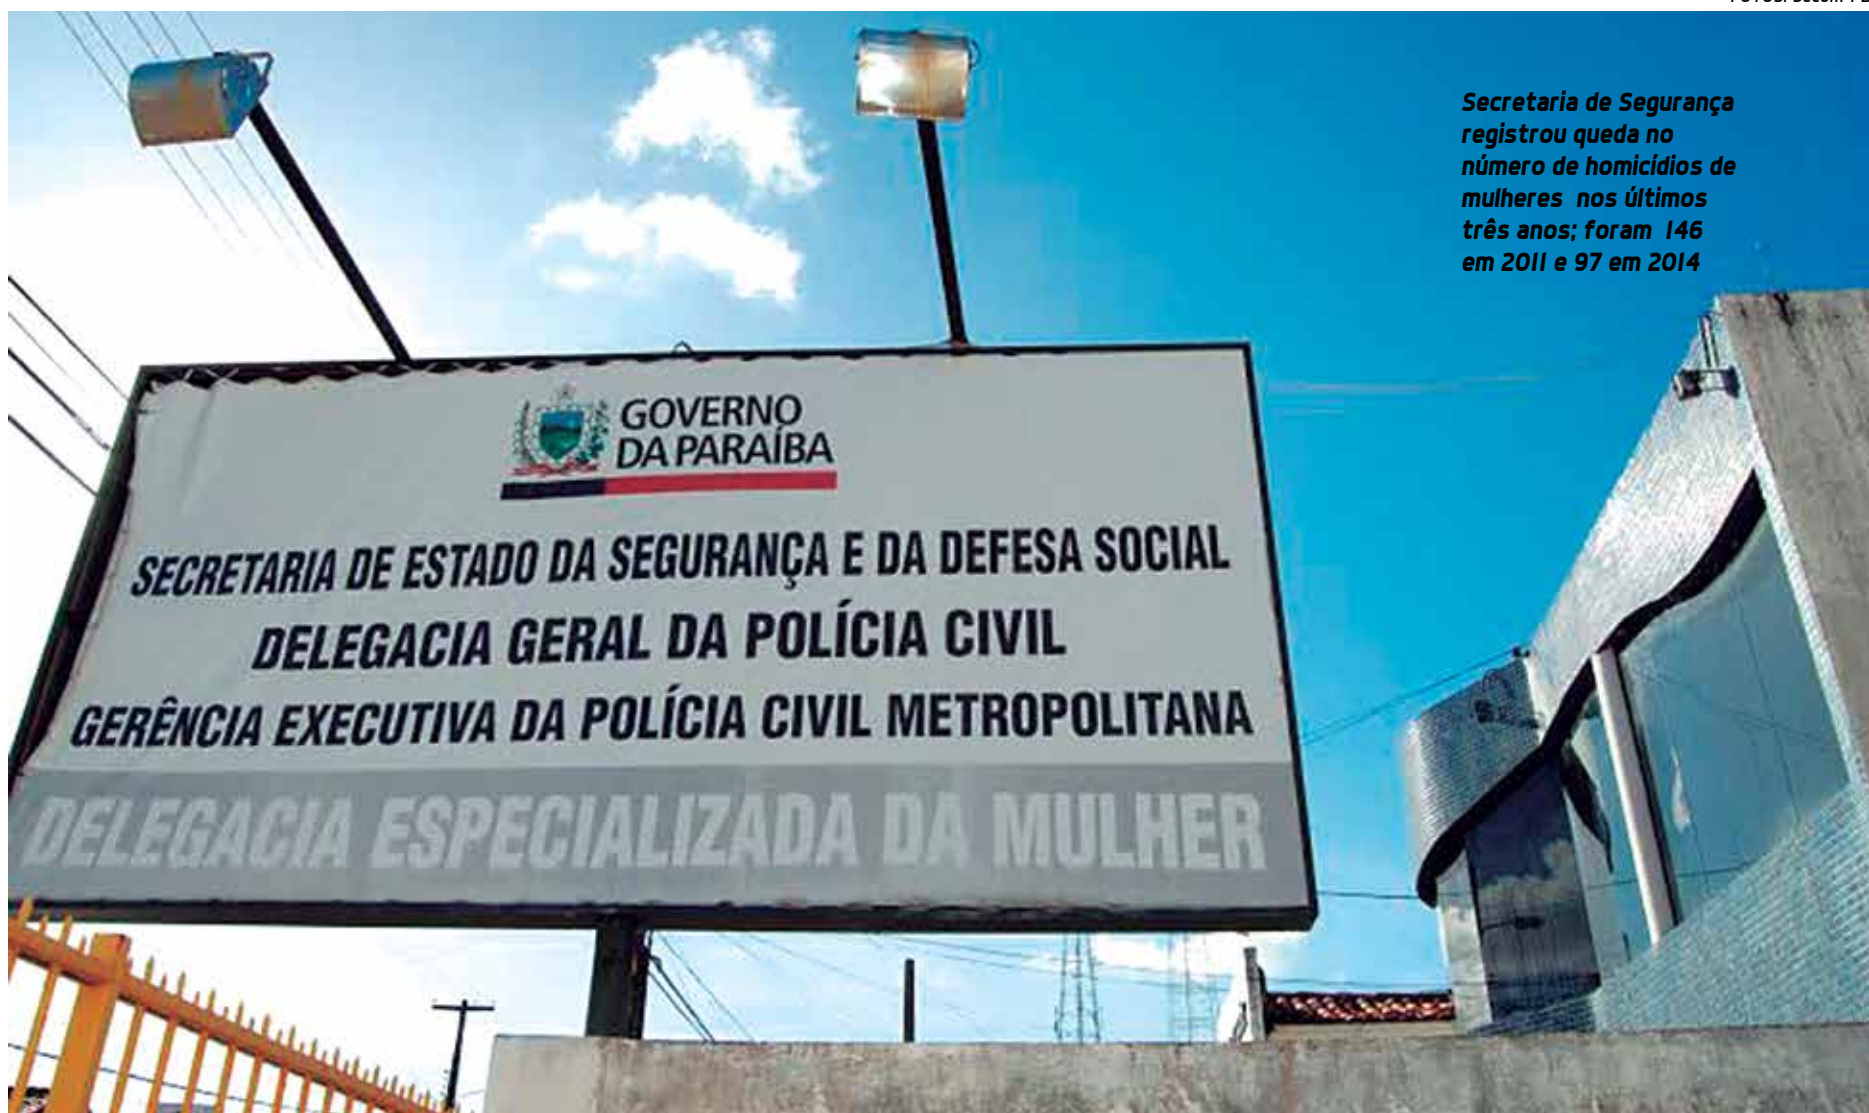 Secretaria de Segurança
registrou queda no
número de homicídios de
mulheres nos últimos
três anos; foram 146
em 2011 e 97 em 2014
GOVERNO
DA PARAÍBA
SECRETARIA DE ESTADO DA SEGURANÇA E DA DEFESA SOCIAL
DELEGACIA GERAL DA POLÍCIA CIVIL
GERÊNCIA EXECUTIVA DA POLÍCIA CIVIL METROPOLITANA
DELEGACIA ESPECIALIZADA DA MULHER